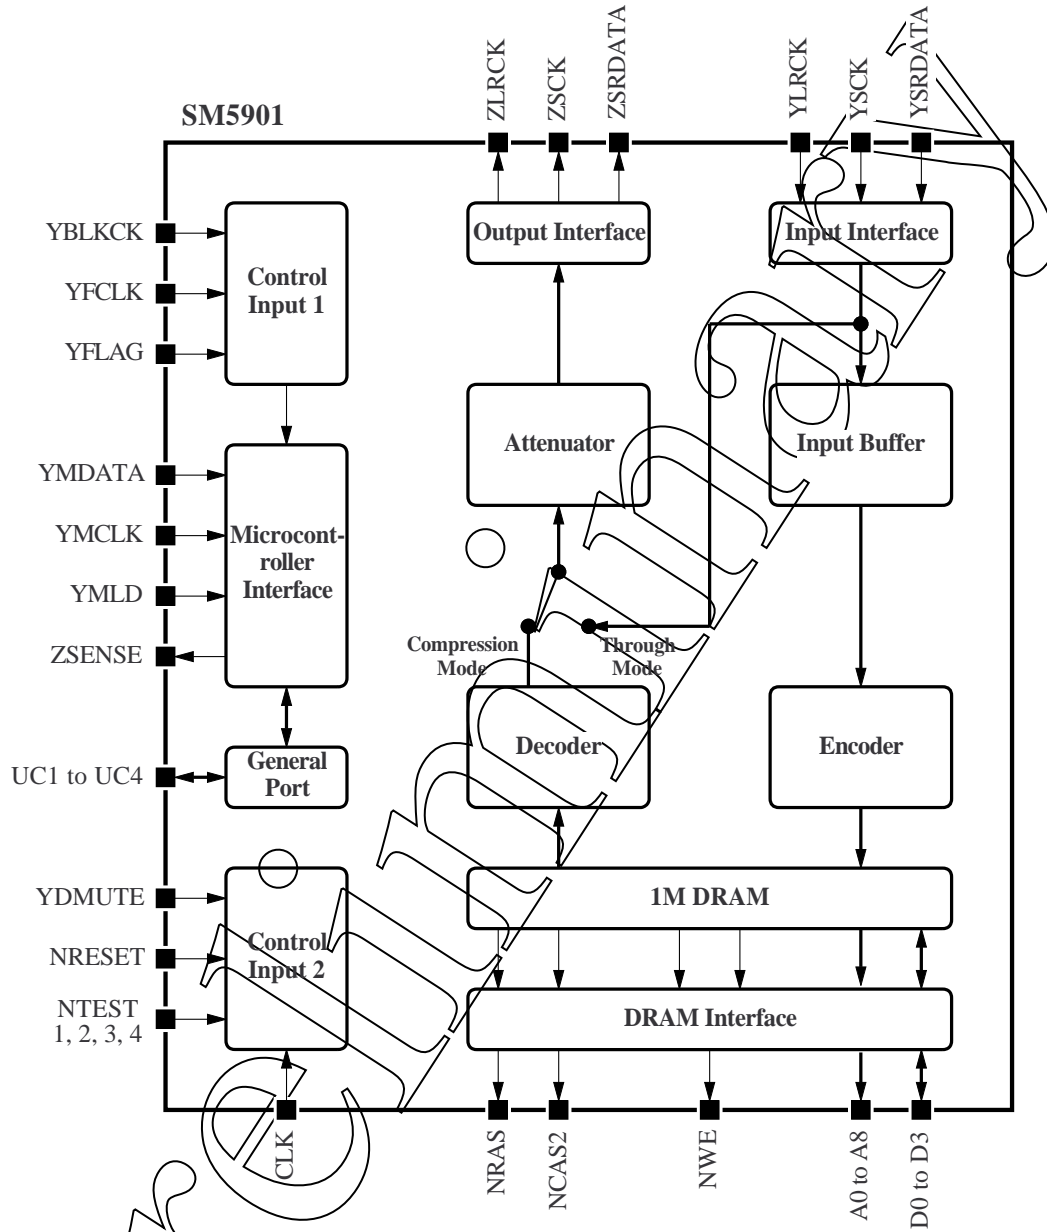 ZLRCK
ZSCK
ZSRDATA
YLRCK
YSCK
YSRDATA
SM5901
YBLKCK
YFCLK
YFLAG
Control
Input 1
Output Interface
Input Interface
YMDATA
YMCLK
YMLD
ZSENSE
Microcont-
roller
Interface
Attenuator
Input Buffer
Compression
Mode
Through
Mode
UC1 to UC4
General
Port
Decoder
Encoder
YDMUTE
NRESET
NTEST
1, 2, 3, 4
Control
Input 2
1M DRAM
DRAM Interface
CLK
NRAS
NCAS2
NWE
A0 to A8
D0 to D3
preliminary